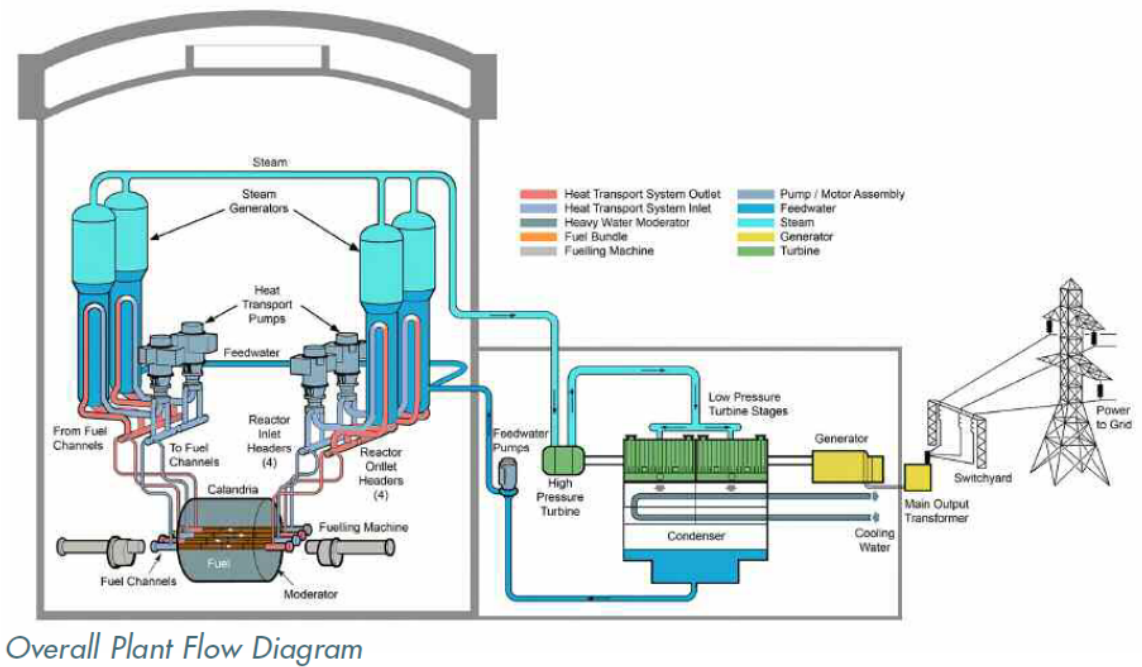 Steam
Steam
Generators
Heat
Transport
Pumps
Feedwater
From Fuel
Channels
To Fuel
Channels
Reactor
Inlet
Headers
(4)
Reactor
Ontlet
Headers
(4)
Calandria
Fuelling Machine
Fuel
Fuel Channels
Moderator
Heat Transport System Outlet
Heat Transport System Inlet
Heavy Water Moderator
Fuel Bundle
Fuelling Machine
Pump / Motor Assembly
Feedwater
Steam
Generator
Turbine
Feedwater
Pumps
High
Pressure
Turbine
Low Pressure
Turbine Stages
Condenser
Generator
Cooling
Water
Main Output
Transformer
Switchyard
Power
to Grid
Overall Plant Flow Diagram